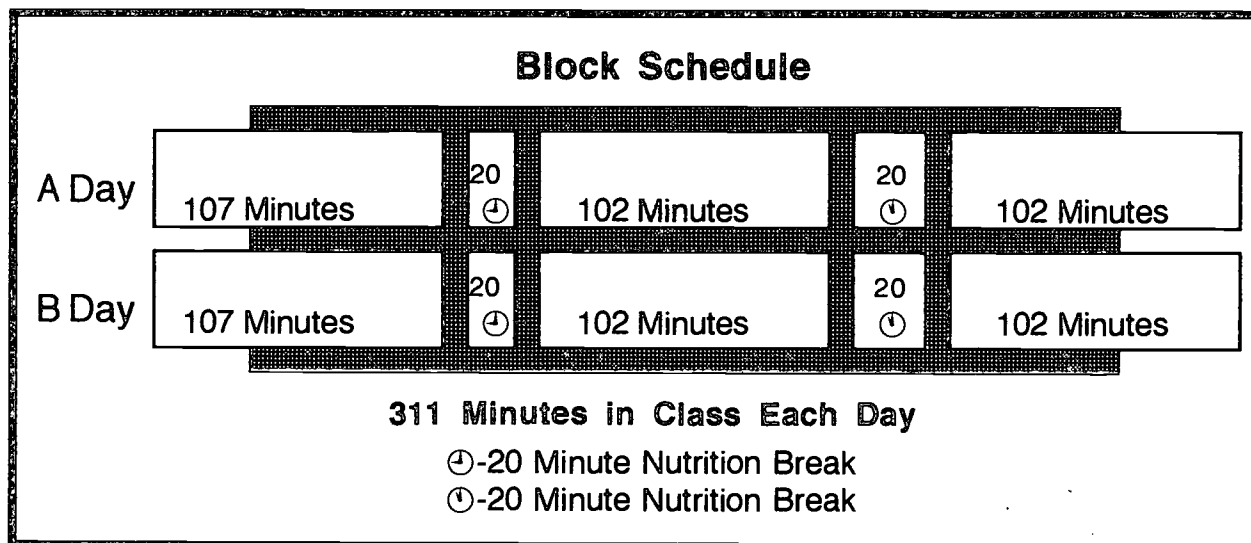 Block Schedule
A Day
107 Minutes
20
102 Minutes
20
102 Minutes
B Day
107 Minutes
20
102 Minutes
20
102 Minutes
311 Minutes in Class Each Day
-20 Minute Nutrition Break
-20 Minute Nutrition Break